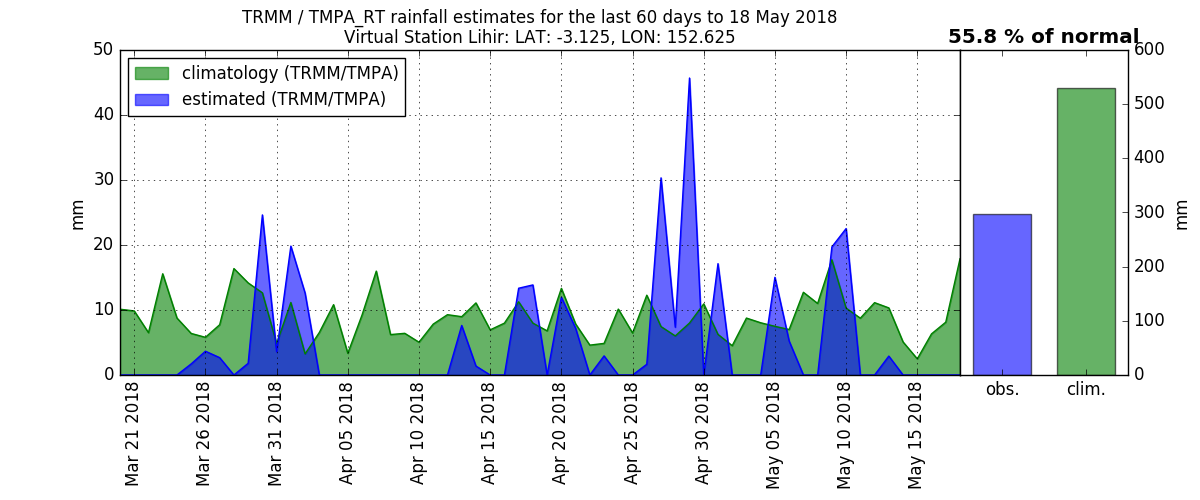 TRMM / TMPA_RT rainfall estimates for the last 60 days to 18 May 2018
Virtual Station Lihir: LAT: -3.125, LON: 152.625
55.8 % of normal
climatology (TRMM/TMPA)
estimated (TRMM/TMPA)
50
40
30
20
10
0
mm
Mar 21 2018
Mar 26 2018
Mar 31 2018
Apr 05 2018
Apr 10 2018
Apr 15 2018
Apr 20 2018
Apr 25 2018
Apr 30 2018
May 05 2018
May 10 2018
May 15 2018
obs.
clim.
600
500
400
300
200
100
0
mm